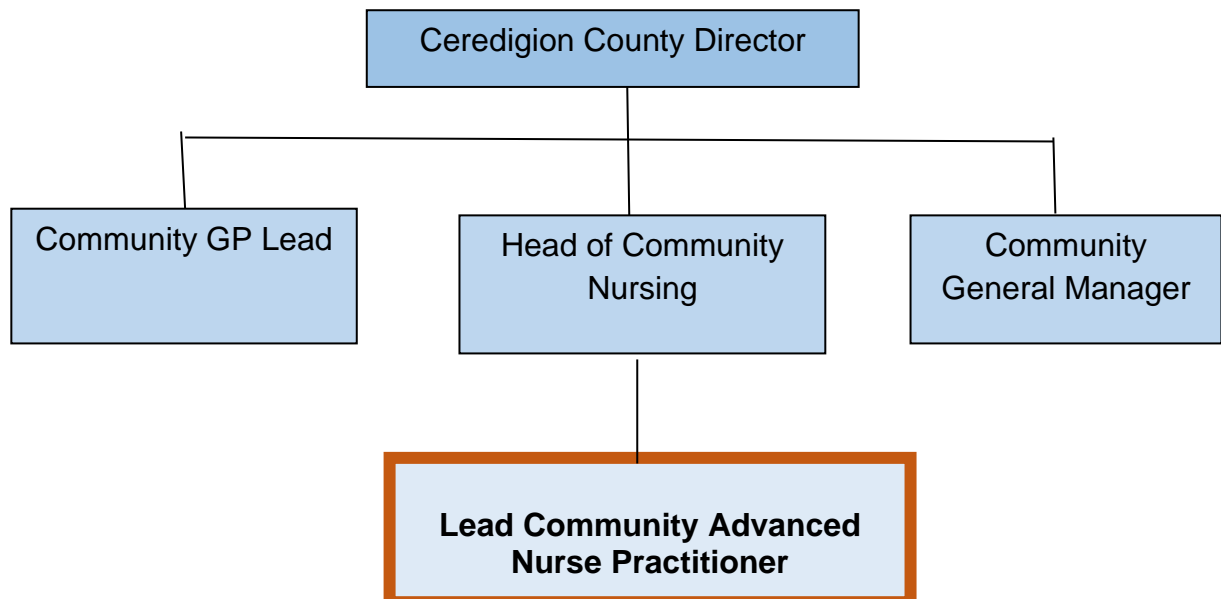 Ceredigion County Director
Community GP Lead
Head of Community
Nursing
Community
General Manager
Lead Community Advanced
Nurse Practitioner